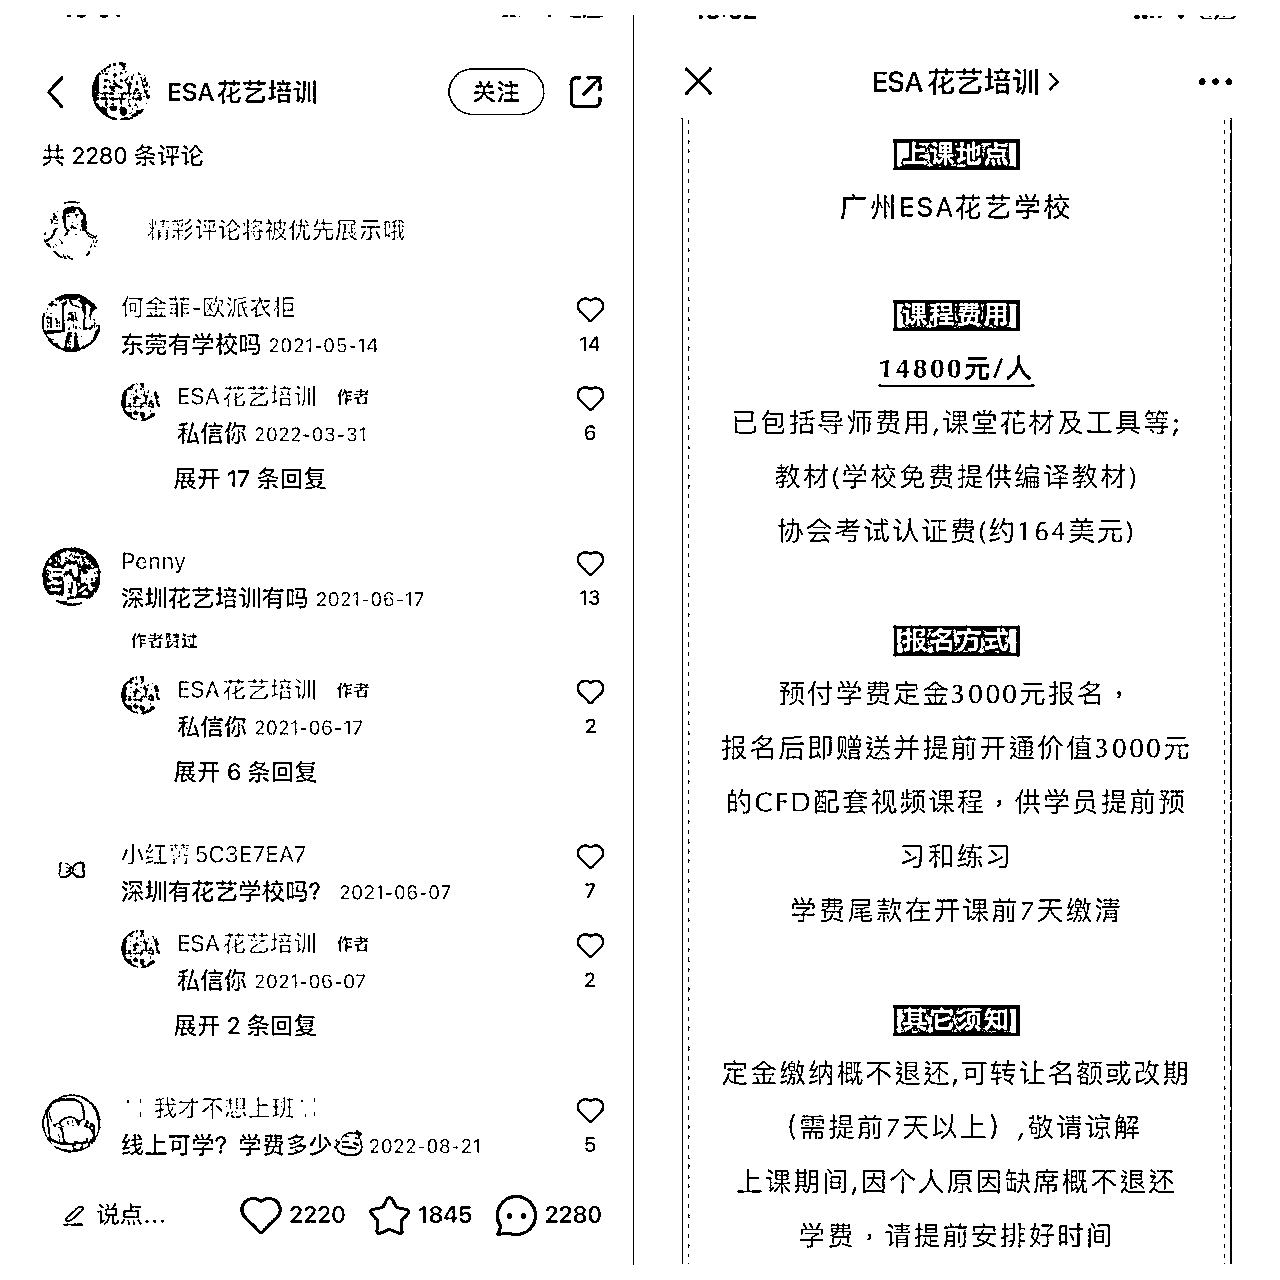 ESA花艺培训
关注
共 2280 条评论
精彩评论将被优先展示哦
何金菲-欧派衣柜
东莞有学校吗 2021-05-14
14
ESA花艺培训 作者
私信你 2022-03-31
6
展开 17 条回复
Penny
深圳花艺培训有吗 2021-06-17
13
作者赞过
ESA花艺培训 作者
私信你 2021-06-17
2
展开 6 条回复
小红薯5C3E7EA7
深圳有花艺学校吗? 2021-06-07
7
ESA花艺培训 作者
私信你 2021-06-07
2
展开 2 条回复
我才不想上班
线上可学? 学费多少 2022-08-21
5
说点... 2220 1845 2280
ESA花艺培训
上课地点
广州ESA花艺学校
课程费用
14800元/人
已包括导师费用,课堂花材及工具等;
教材(学校免费提供编译教材)
协会考试认证费(约164美元)
报名方式
预付学费定金3000元报名，
报名后即赠送并提前开通价值3000元
的CFD配套视频课程，供学员提前预
习和练习
学费尾款在开课前7天缴清
其它须知
定金缴纳概不退还,可转让名额或改期
(需提前7天以上）,敬请谅解
上课期间,因个人原因缺席概不退还
学费，请提前安排好时间